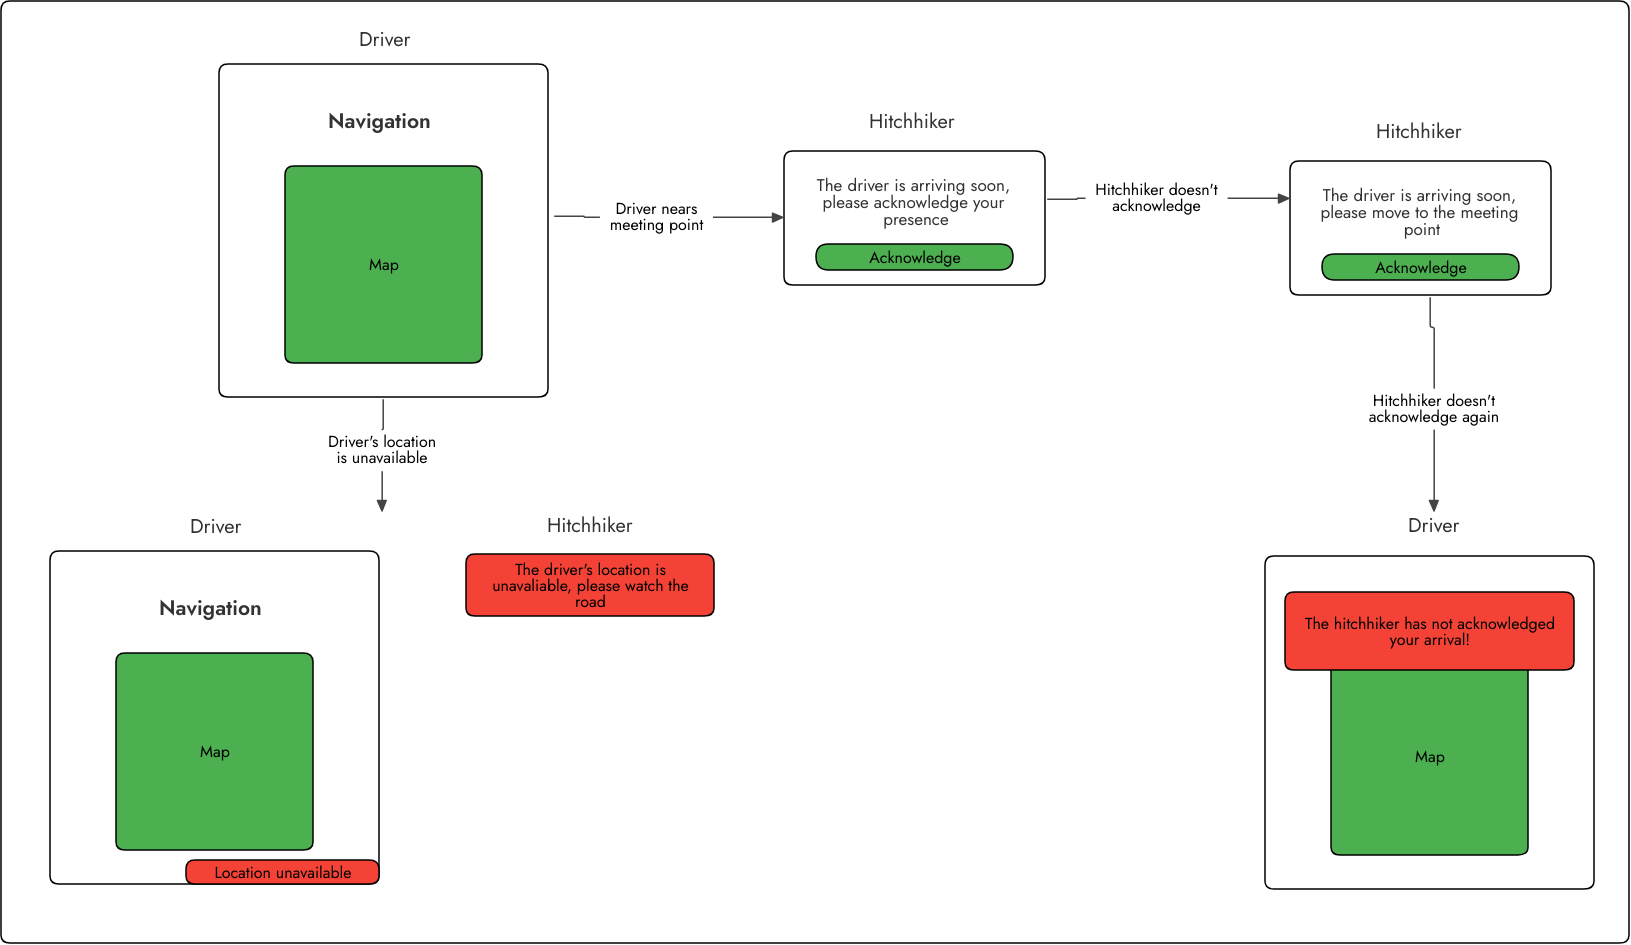 Driver
Navigation
Map
Driver nears
meeting point
Hitchhiker
The driver is arriving soon,
please acknowledge your
presence
Acknowledge
Hitchhiker doesn't
acknowledge
Hitchhiker
The driver is arriving soon,
please move to the meeting
point
Acknowledge
Driver's location
is unavailable
Hitchhiker doesn't
acknowledge again
Driver
Navigation
Map
Location unavailable
Hitchhiker
The driver's location is
unavaliable, please watch the
road
Driver
The hitchhiker has not acknowledged
your arrival!
Map